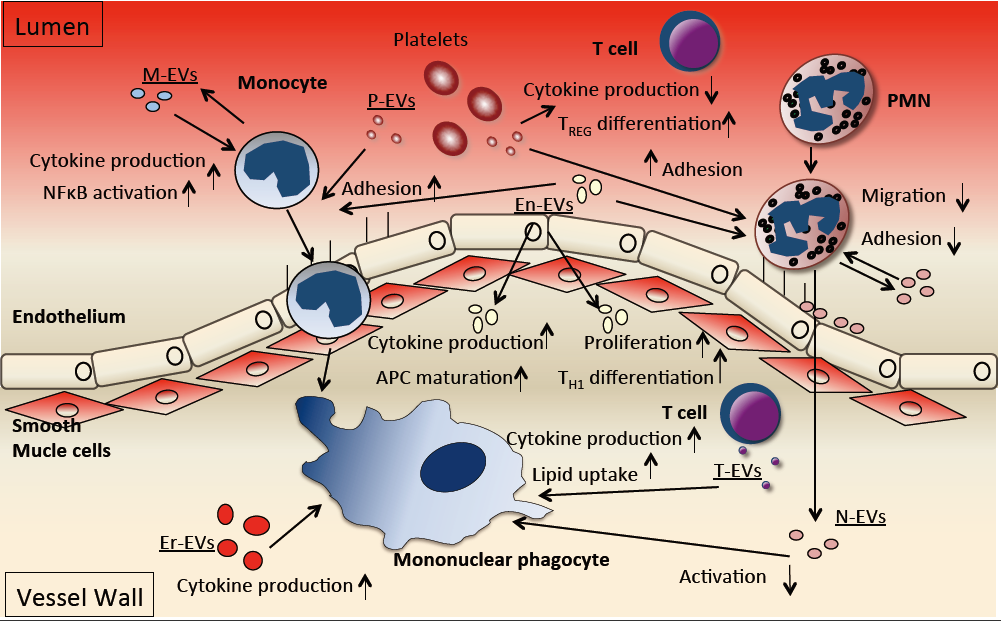 Lumen
Platelets
T cell
M-EVs
Monocyte
P-EVs
Cytokine production
T_REG differentiation
PMN
Cytokine production
NFκB activation
Adhesion
Adhesion
En-EVs
Migration
Adhesion
Endothelium
Cytokine production
APC maturation
Proliferation
T_H1 differentiation
Smooth
Mucle cells
T cell
Cytokine production
Lipid uptake
T-EVs
N-EVs
Er-EVs
Mononuclear phagocyte
Cytokine production
Activation
Vessel Wall